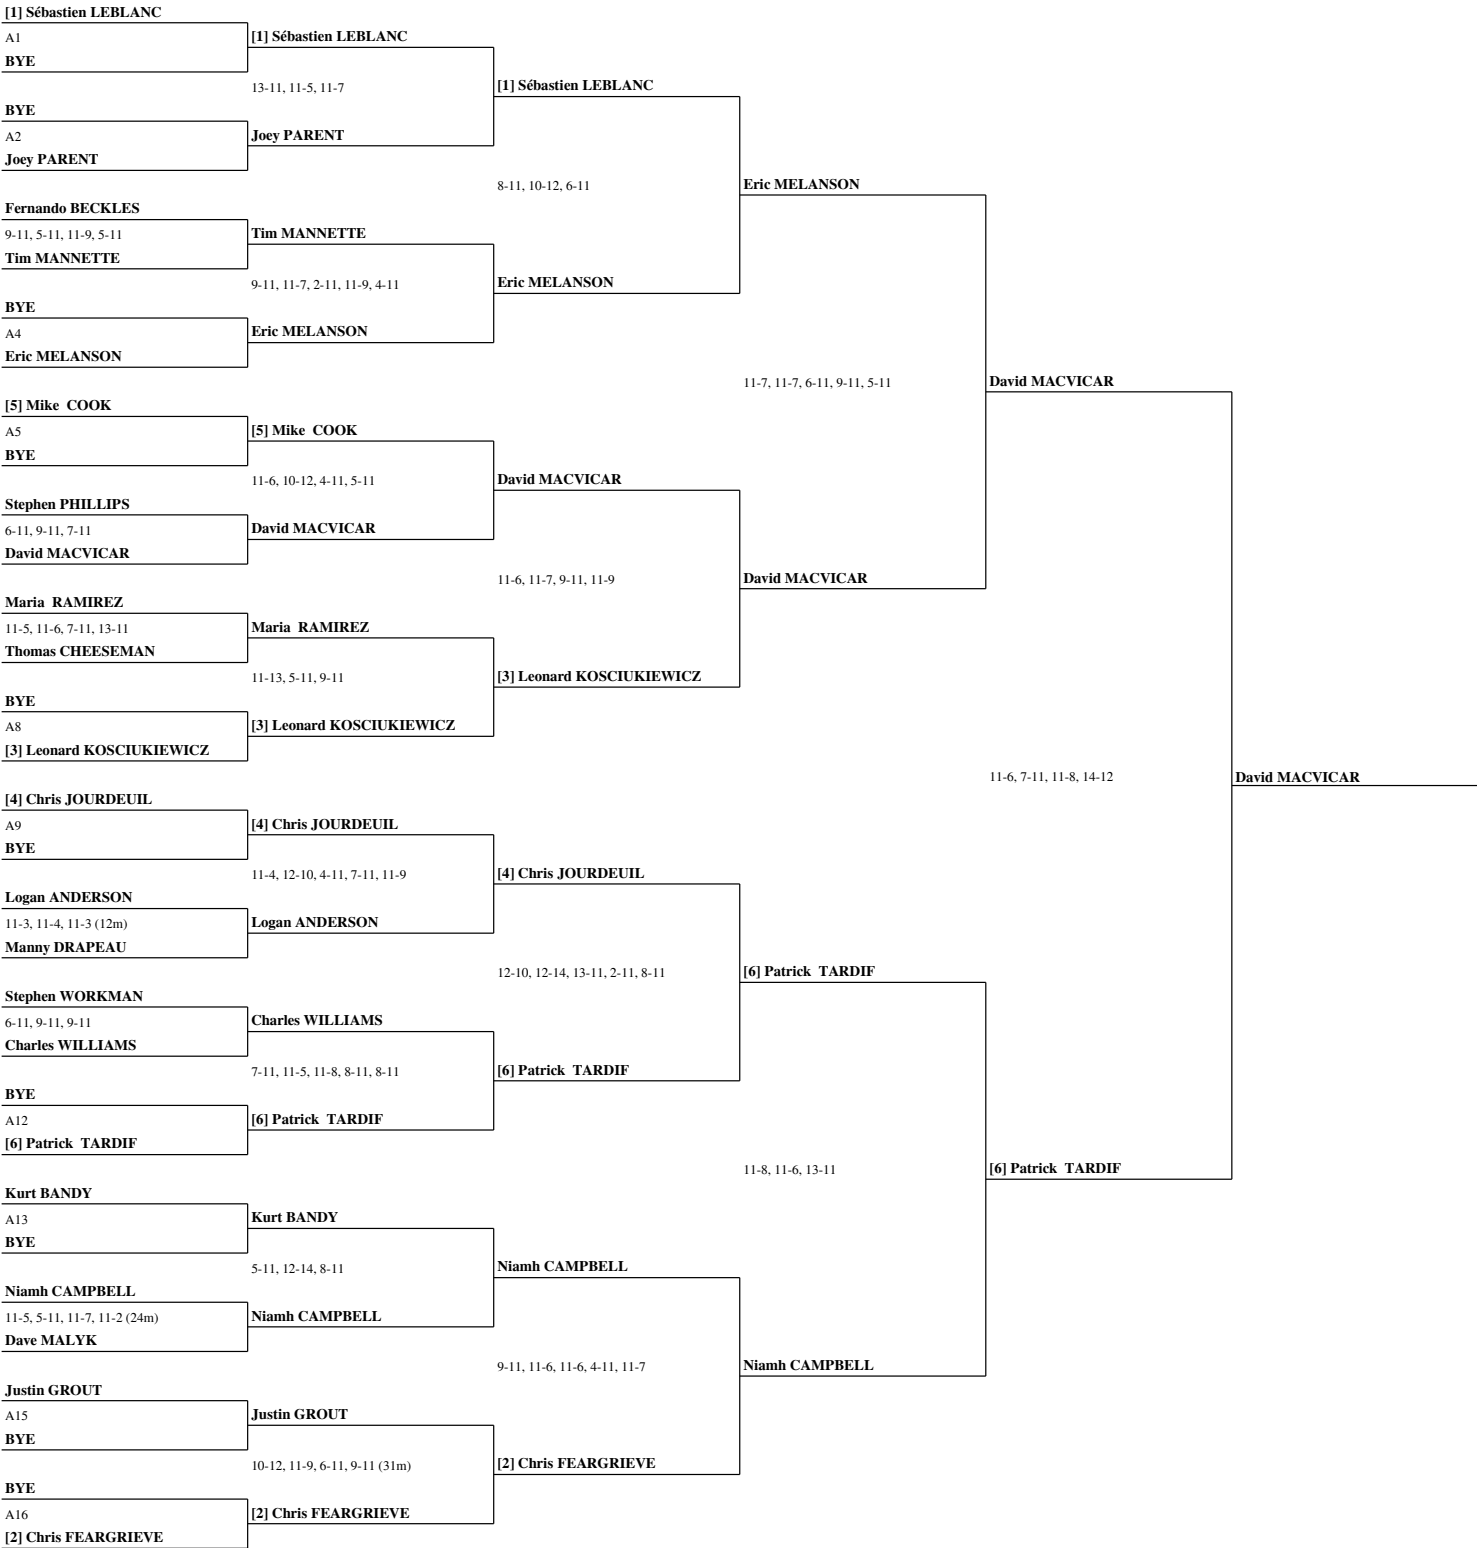 [1] Sébastien LEBLANC
A1
BYE
BYE
A2
Joey PARENT
Fernando BECKLES
9-11, 5-11, 11-9, 5-11
Tim MANNETTE
BYE
A4
Eric MELANSON
[5] Mike  COOK
A5
BYE
Stephen PHILLIPS
6-11, 9-11, 7-11
David MACVICAR
Maria  RAMIREZ
11-5, 11-6, 7-11, 13-11
Thomas CHEESEMAN
BYE
A8
[3] Leonard KOSCIUKIEWICZ
[4] Chris JOURDEUIL
A9
BYE
Logan ANDERSON
11-3, 11-4, 11-3 (12m)
Manny DRAPEAU
Stephen WORKMAN
6-11, 9-11, 9-11
Charles WILLIAMS
BYE
A12
[6] Patrick  TARDIF
Kurt BANDY
A13
BYE
Niamh CAMPBELL
11-5, 5-11, 11-7, 11-2 (24m)
Dave MALYK
Justin GROUT
A15
BYE
BYE
A16
[2] Chris FEARGRIEVE
[1] Sébastien LEBLANC
13-11, 11-5, 11-7
Joey PARENT
Tim MANNETTE
9-11, 11-7, 2-11, 11-9, 4-11
Eric MELANSON
[5] Mike  COOK
11-6, 10-12, 4-11, 5-11
David MACVICAR
Maria  RAMIREZ
11-13, 5-11, 9-11
[3] Leonard KOSCIUKIEWICZ
[4] Chris JOURDEUIL
11-4, 12-10, 4-11, 7-11, 11-9
Logan ANDERSON
Charles WILLIAMS
7-11, 11-5, 11-8, 8-11, 8-11
[6] Patrick  TARDIF
Kurt BANDY
5-11, 12-14, 8-11
Niamh CAMPBELL
Justin GROUT
10-12, 11-9, 6-11, 9-11 (31m)
[2] Chris FEARGRIEVE
[1] Sébastien LEBLANC
8-11, 10-12, 6-11
Eric MELANSON
David MACVICAR
11-6, 11-7, 9-11, 11-9
[3] Leonard KOSCIUKIEWICZ
[4] Chris JOURDEUIL
12-10, 12-14, 13-11, 2-11, 8-11
[6] Patrick  TARDIF
Niamh CAMPBELL
9-11, 11-6, 11-6, 4-11, 11-7
[2] Chris FEARGRIEVE
Eric MELANSON
11-7, 11-7, 6-11, 9-11, 5-11
David MACVICAR
[6] Patrick  TARDIF
11-8, 11-6, 13-11
Niamh CAMPBELL
David MACVICAR
11-6, 7-11, 11-8, 14-12
[6] Patrick  TARDIF
David MACVICAR